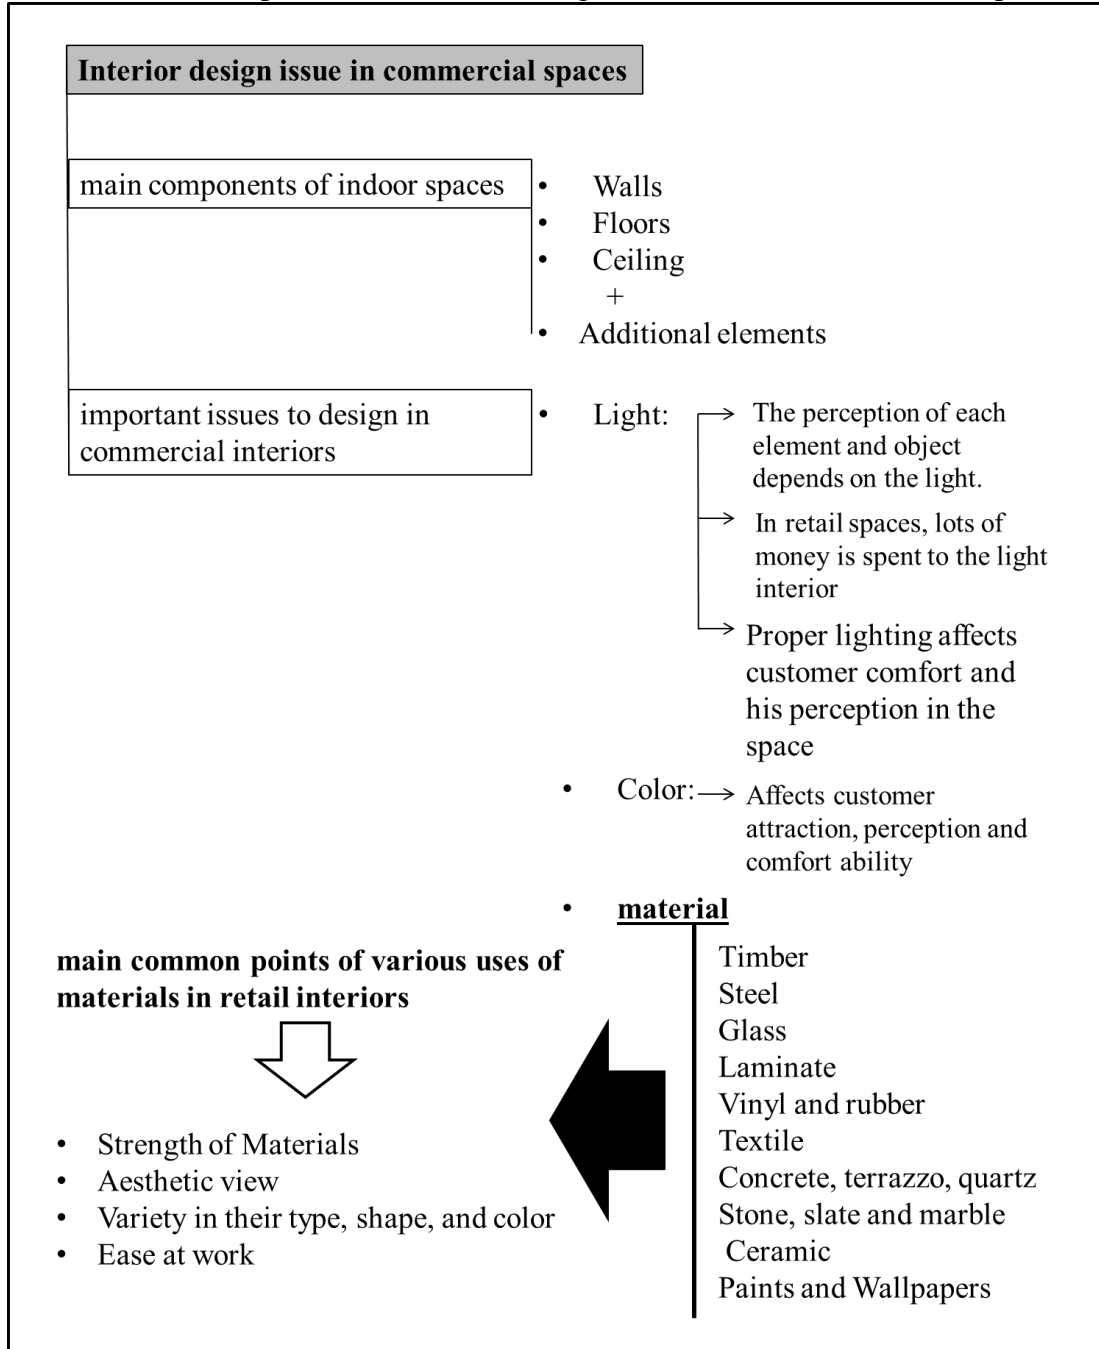 Interior design issue in commercial spaces
main components of indoor spaces
• Walls
• Floors
• Ceiling
+
• Additional elements
important issues to design in
commercial interiors
• Light:
The perception of each
element and object
depends on the light.
In retail spaces, lots of
money is spent to the light
interior
Proper lighting affects
customer comfort and
his perception in the
space
• Color:
Affects customer
attraction, perception and
comfort ability
• material
Timber
Steel
Glass
Laminate
Vinyl and rubber
Textile
Concrete, terrazzo, quartz
Stone, slate and marble
Ceramic
Paints and Wallpapers
main common points of various uses of
materials in retail interiors
• Strength of Materials
• Aesthetic view
• Variety in their type, shape, and color
• Ease at work